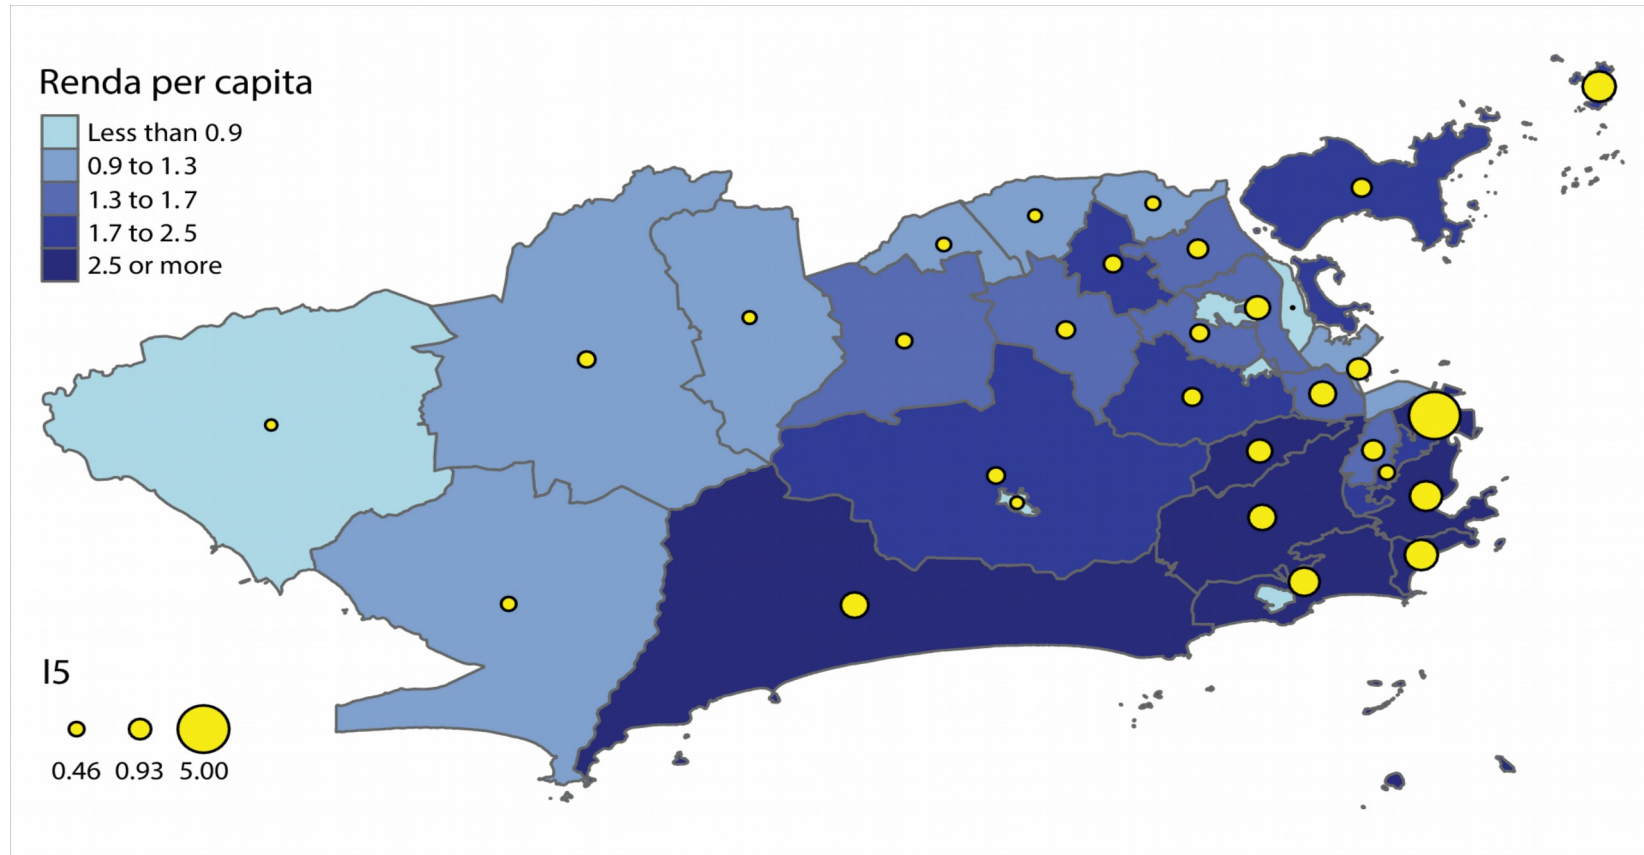 Renda per capita
Less than 0.9
0.9 to 1.3
1.3 to 1.7
1.7 to 2.5
2.5 or more
I5
0.46 0.93 5.00